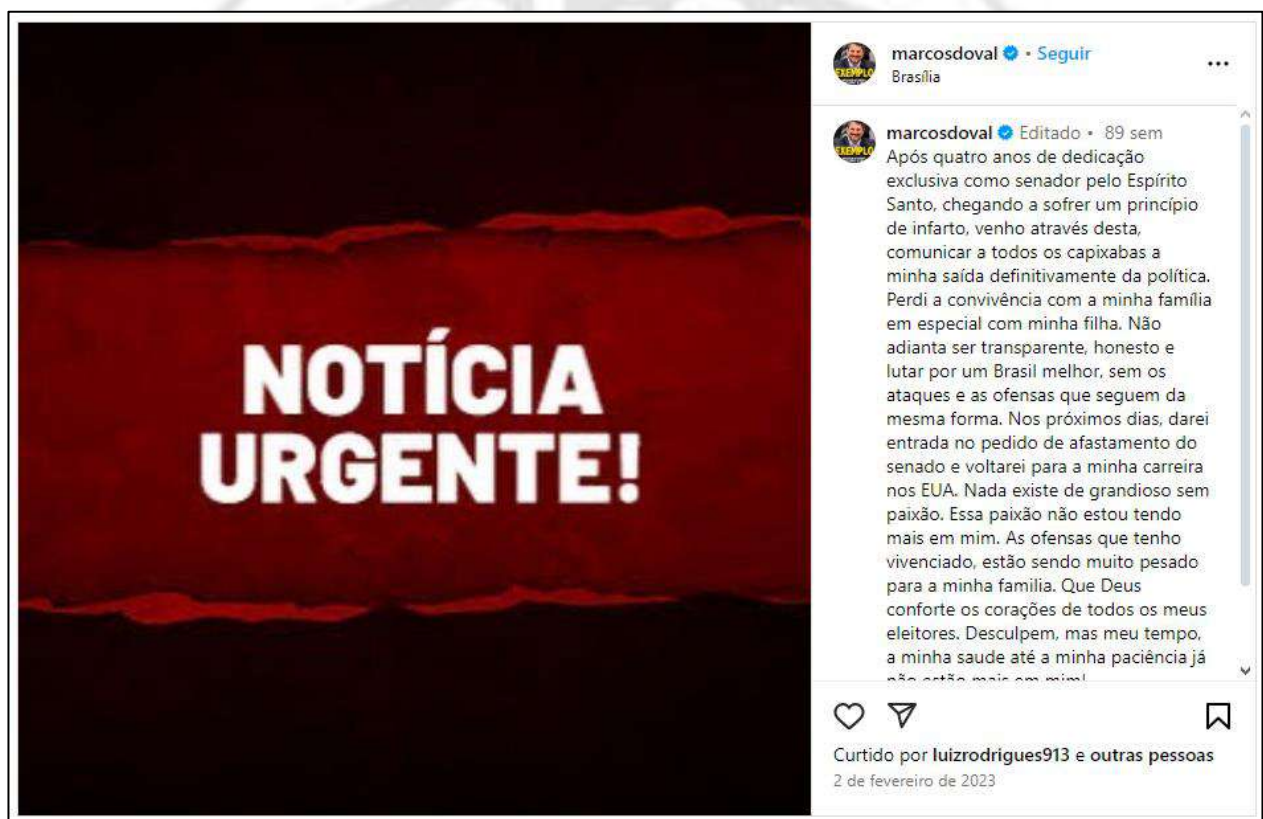 NOTÍCIA
URGENTE!
marcosdoval • Seguir
Brasília
marcosdoval Editado • 89 sem
Após quatro anos de dedicação
exclusiva como senador pelo Espírito
Santo, chegando a sofrer um princípio
de infarto, venho através desta,
comunicar a todos os capixabas a
minha saída definitivamente da política.
Perdi a convivência com a minha família
em especial com minha filha. Não
adianta ser transparente, honesto e
lutar por um Brasil melhor, sem os
ataques e as ofensas que seguem da
mesma forma. Nos próximos dias, darei
entrada no pedido de afastamento do
senado e voltarei para a minha carreira
nos EUA. Nada existe de grandioso sem
paixão. Essa paixão não estou tendo
mais em mim. As ofensas que tenho
vivenciado, estão sendo muito pesado
para a minha familia. Que Deus
conforte os corações de todos os meus
eleitores. Desculpem, mas meu tempo,
a minha saude até a minha paciência já
não estão mais em mim!
Curtido por luizrodrigues913 e outras pessoas
2 de fevereiro de 2023
EXEMPLO
EXEMPLO